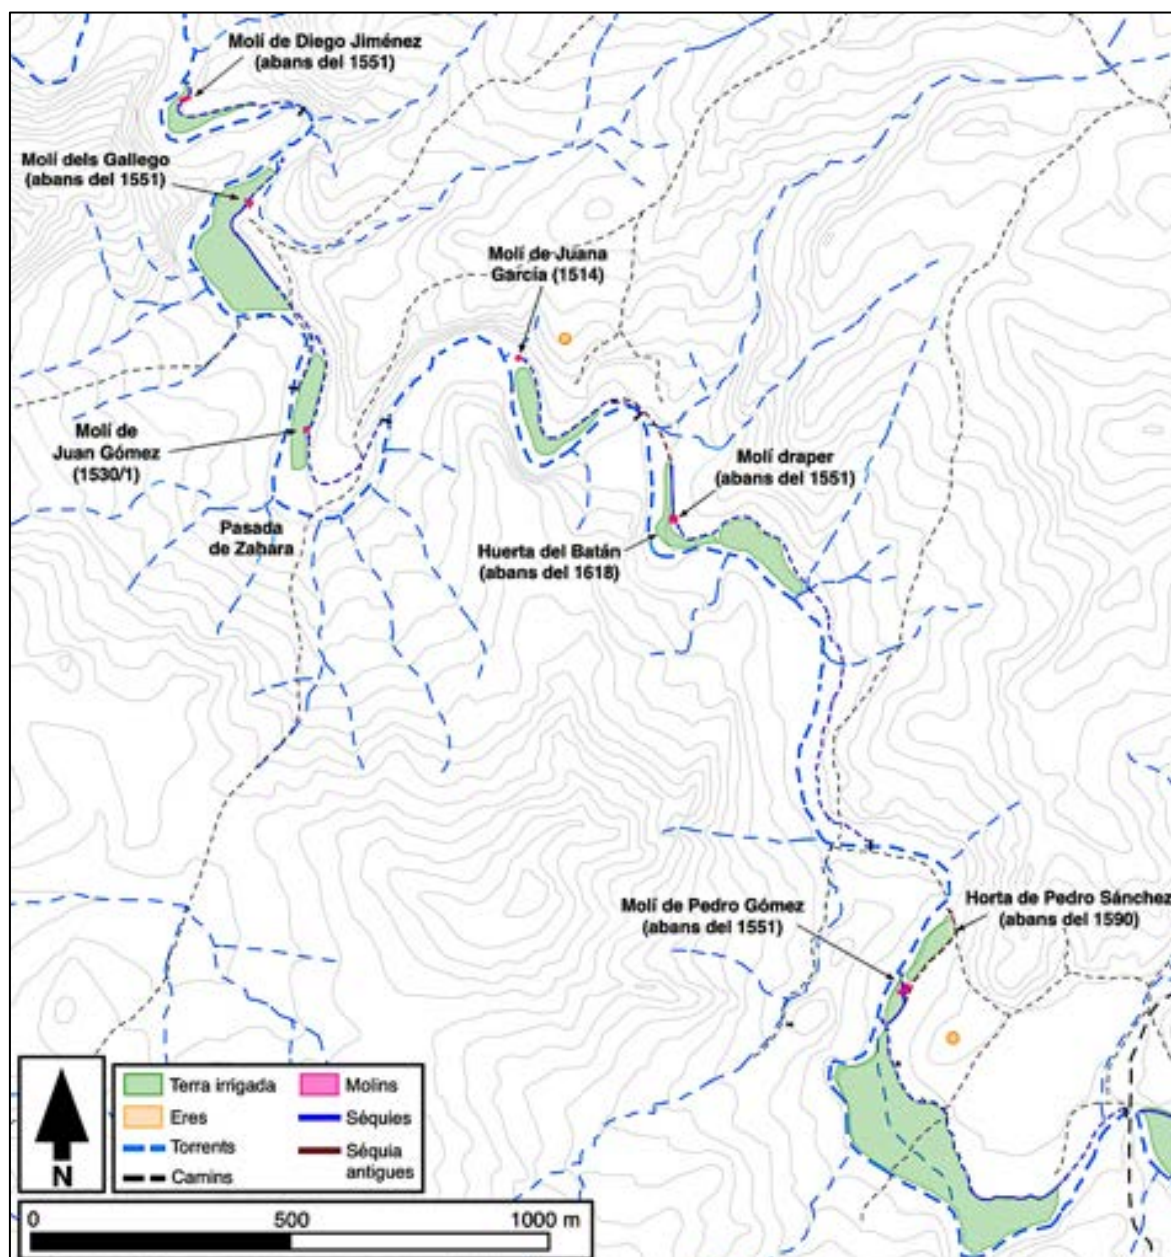 Molí de Diego Jiménez
(abans del 1551)
Molí dels Gallego
(abans del 1551)
Molí de Juana
García (1514)
Molí de
Juan Gómez
(1530/1)
Molí draper
(abans del 1551)
Pasada
de Zahara
Huerta del Batán
(abans del 1618)
Molí de Pedro Gómez
(abans del 1551)
Horta de Pedro Sánchez
(abans del 1590)
N
Terra irrigada
Eres
Torrents
Camins
Molins
Séquies
Séquia
antigues
0 500 1000 m